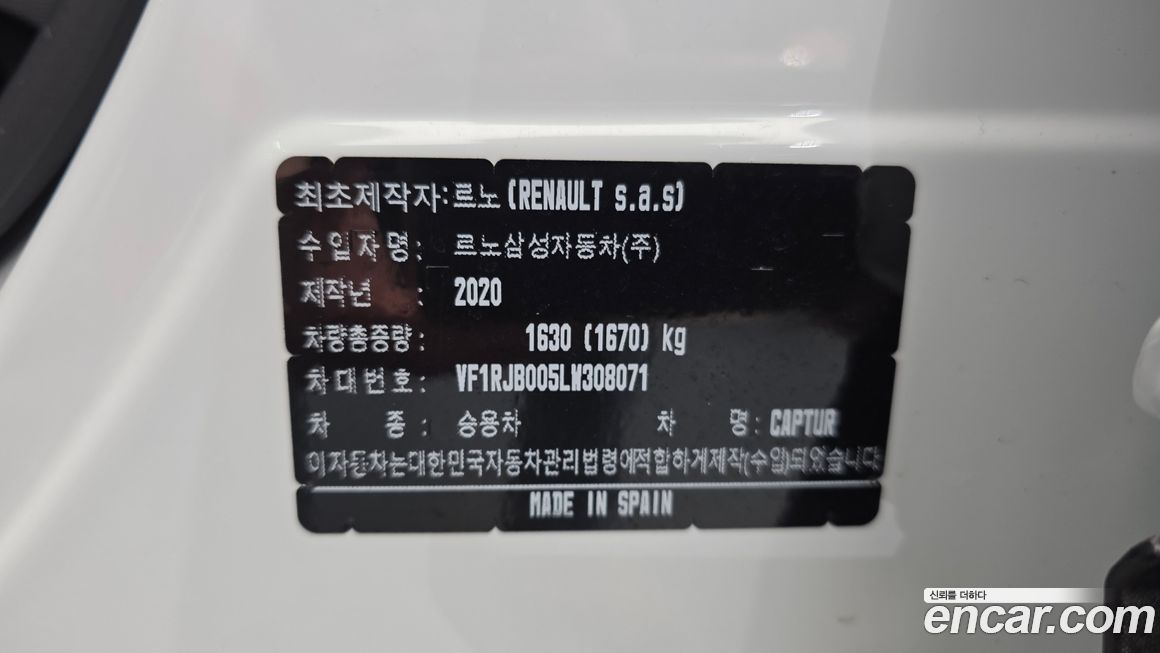 최초제작자:르노(RENAULT s.a.s)
수입자명: 르노삼성자동차(주)
제작년 : 2020
차량총중량: 1630 (1670) kg
차대번호: VF1RJB005LW308071
차 종: 승용차 차 명: CAPTUR
이자동차는대한민국자동차관리법령에적합하게제작(수입)되었습니다
MADE IN SPAIN
신뢰를 더하다
encar.com